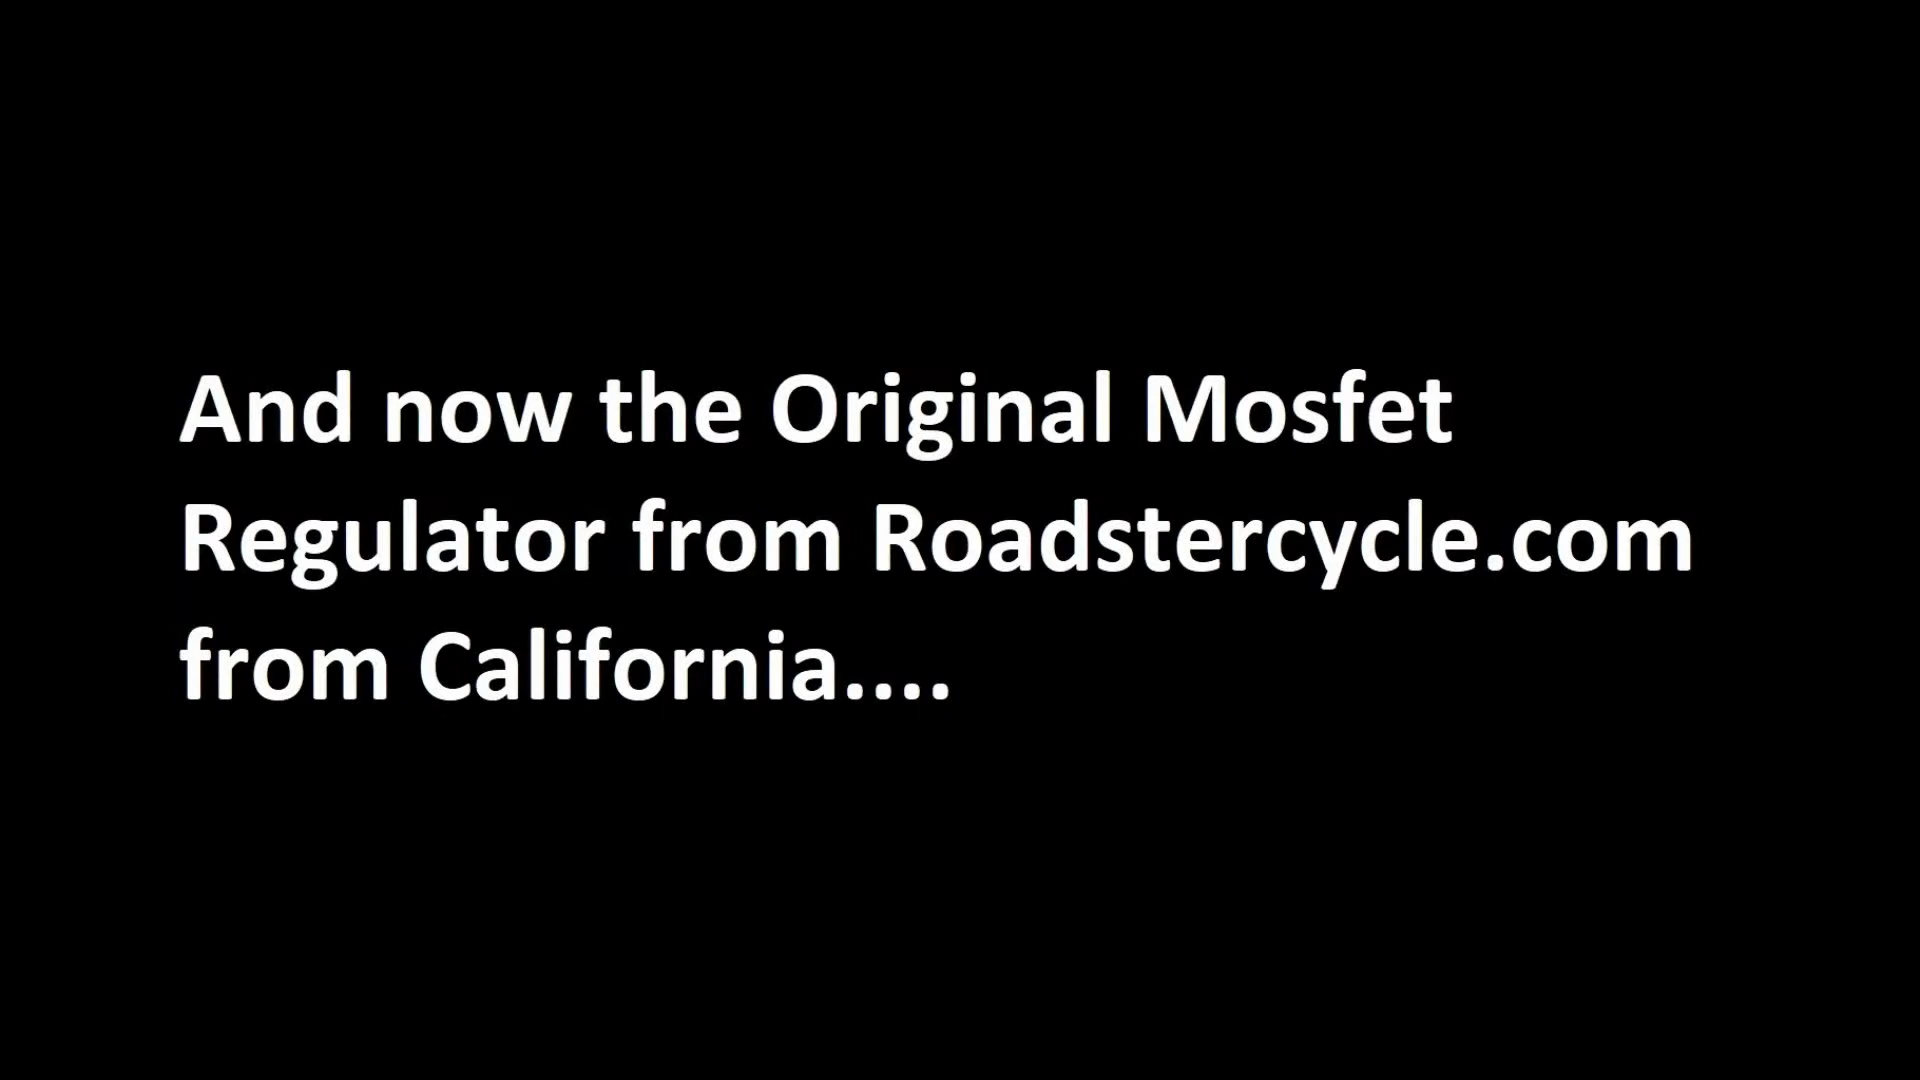 And now the Original Mosfet
Regulator from Roadstercycle.com
from California....